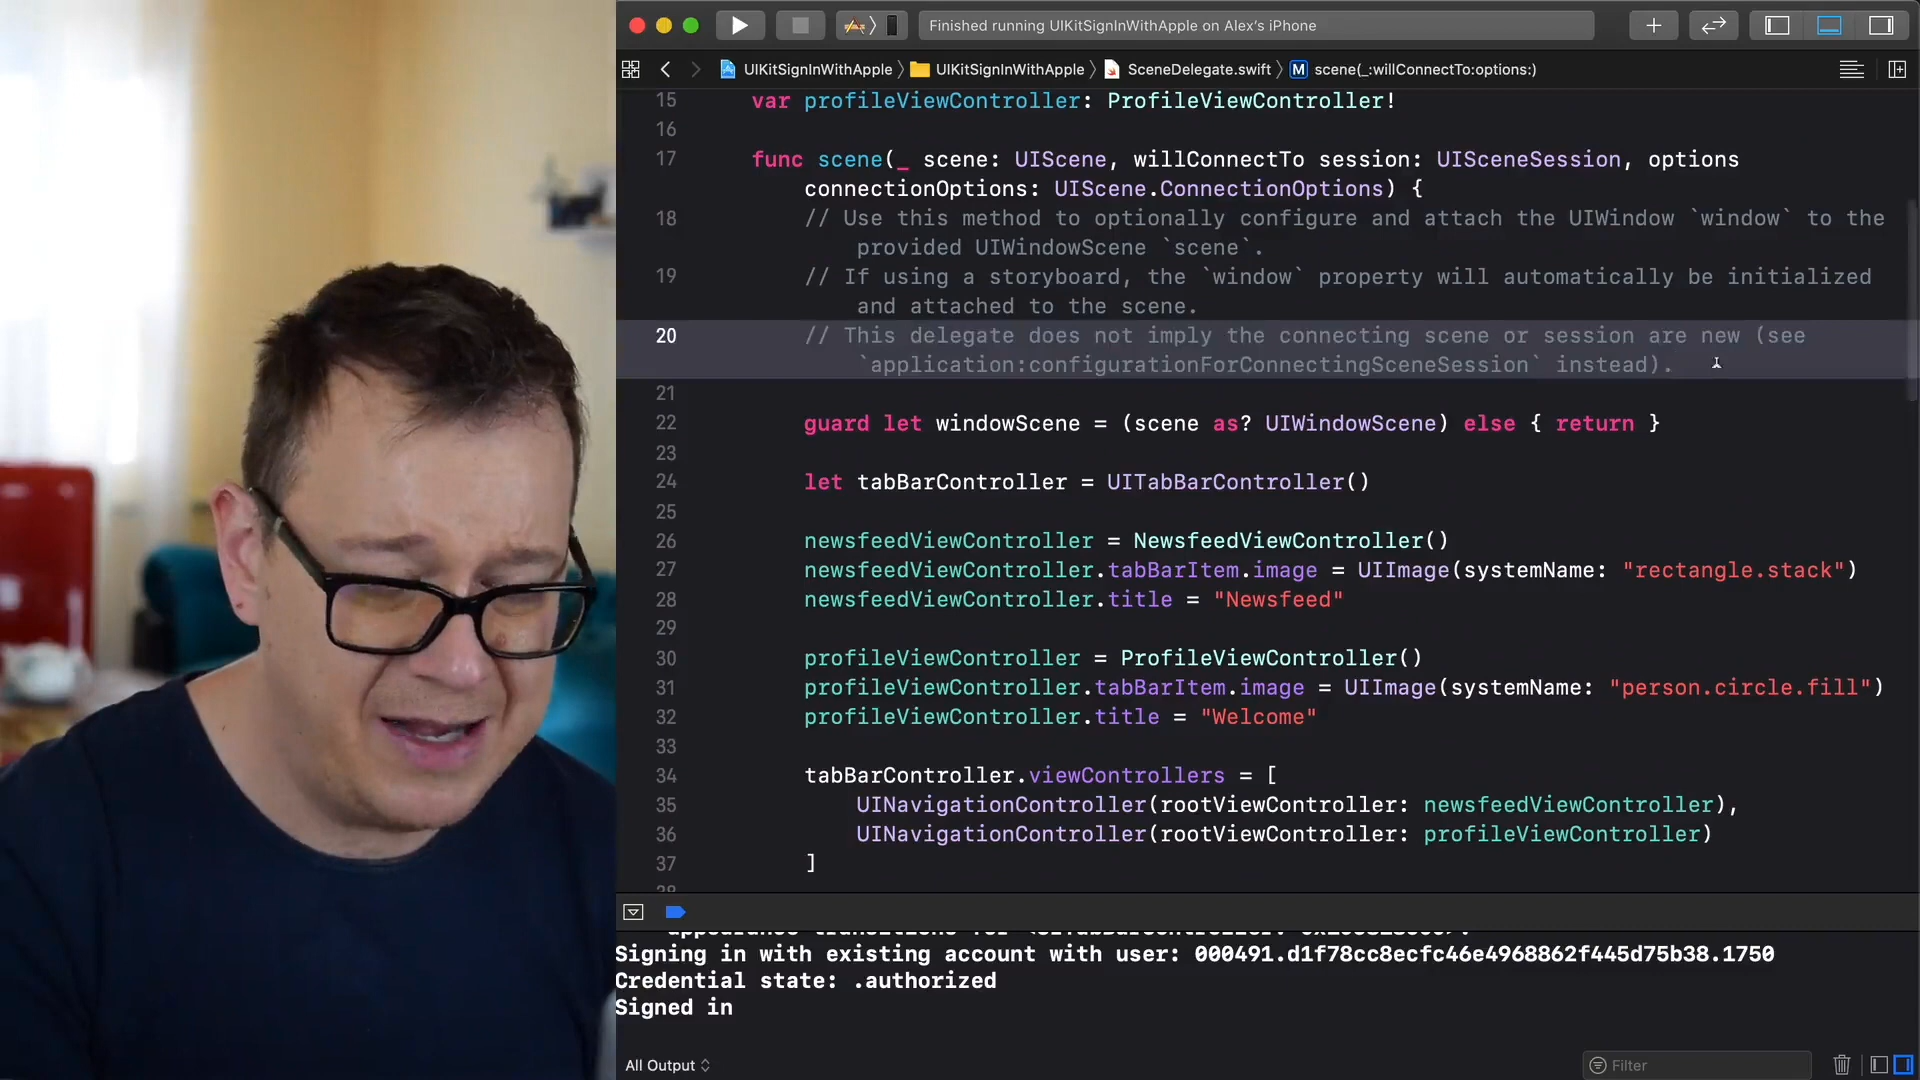 Finished running UIKitSignInWithApple on Alex's iPhone
UIKitSignInWithApple UIKitSignInWithApple SceneDelegate.swift M scene(_:willConnectTo:options:)
15 var profileViewController: ProfileViewController!
16
17 func scene(_ scene: UIScene, willConnectTo session: UISceneSession, options
connectionOptions: UIScene.ConnectionOptions) {
18 // Use this method to optionally configure and attach the UIWindow `window` to the
provided UIWindowScene `scene`.
19 // If using a storyboard, the `window` property will automatically be initialized
and attached to the scene.
20 // This delegate does not imply the connecting scene or session are new (see
`application:configurationForConnectingSceneSession` instead).
21
22 guard let windowScene = (scene as? UIWindowScene) else { return }
23
24 let tabBarController = UITabBarController()
25
26 newsfeedViewController = NewsfeedViewController()
27 newsfeedViewController.tabBarItem.image = UIImage(systemName: "rectangle.stack")
28 newsfeedViewController.title = "Newsfeed"
29
30 profileViewController = ProfileViewController()
31 profileViewController.tabBarItem.image = UIImage(systemName: "person.circle.fill")
32 profileViewController.title = "Welcome"
33
34 tabBarController.viewControllers = [
35 UINavigationController(rootViewController: newsfeedViewController),
36 UINavigationController(rootViewController: profileViewController)
37 ]
Signing in with existing account with user: 000491.d1f78cc8ecfc46e4968862f445d75b38.1750
Credential state: .authorized
Signed in
All Output
Filter